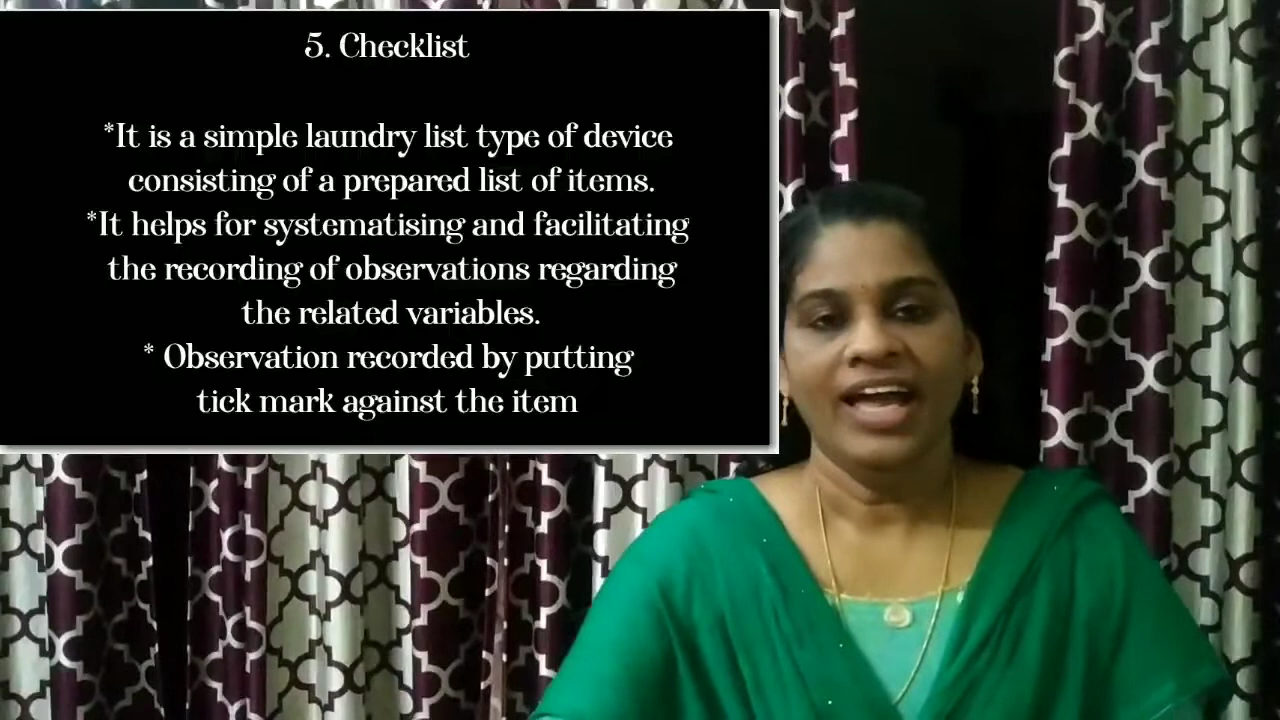 5. Checklist
*It is a simple laundry list type of device
consisting of a prepared list of items.
*It helps for systematising and facilitating
the recording of observations regarding
the related variables.
* Observation recorded by putting
tick mark against the item